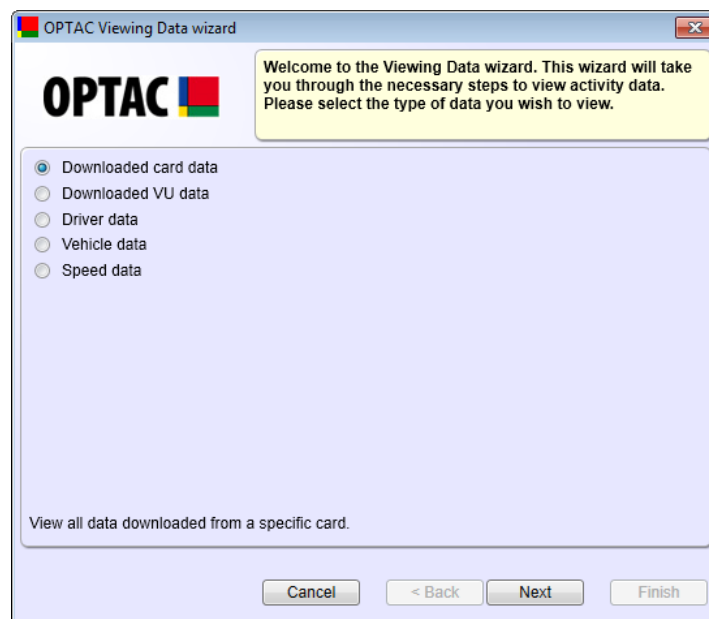 OPTAC Viewing Data wizard
OPTAC
Welcome to the Viewing Data wizard. This wizard will take
you through the necessary steps to view activity data.
Please select the type of data you wish to view.
Downloaded card data
Downloaded VU data
Driver data
Vehicle data
Speed data
View all data downloaded from a specific card.
Cancel
< Back
Next
Finish